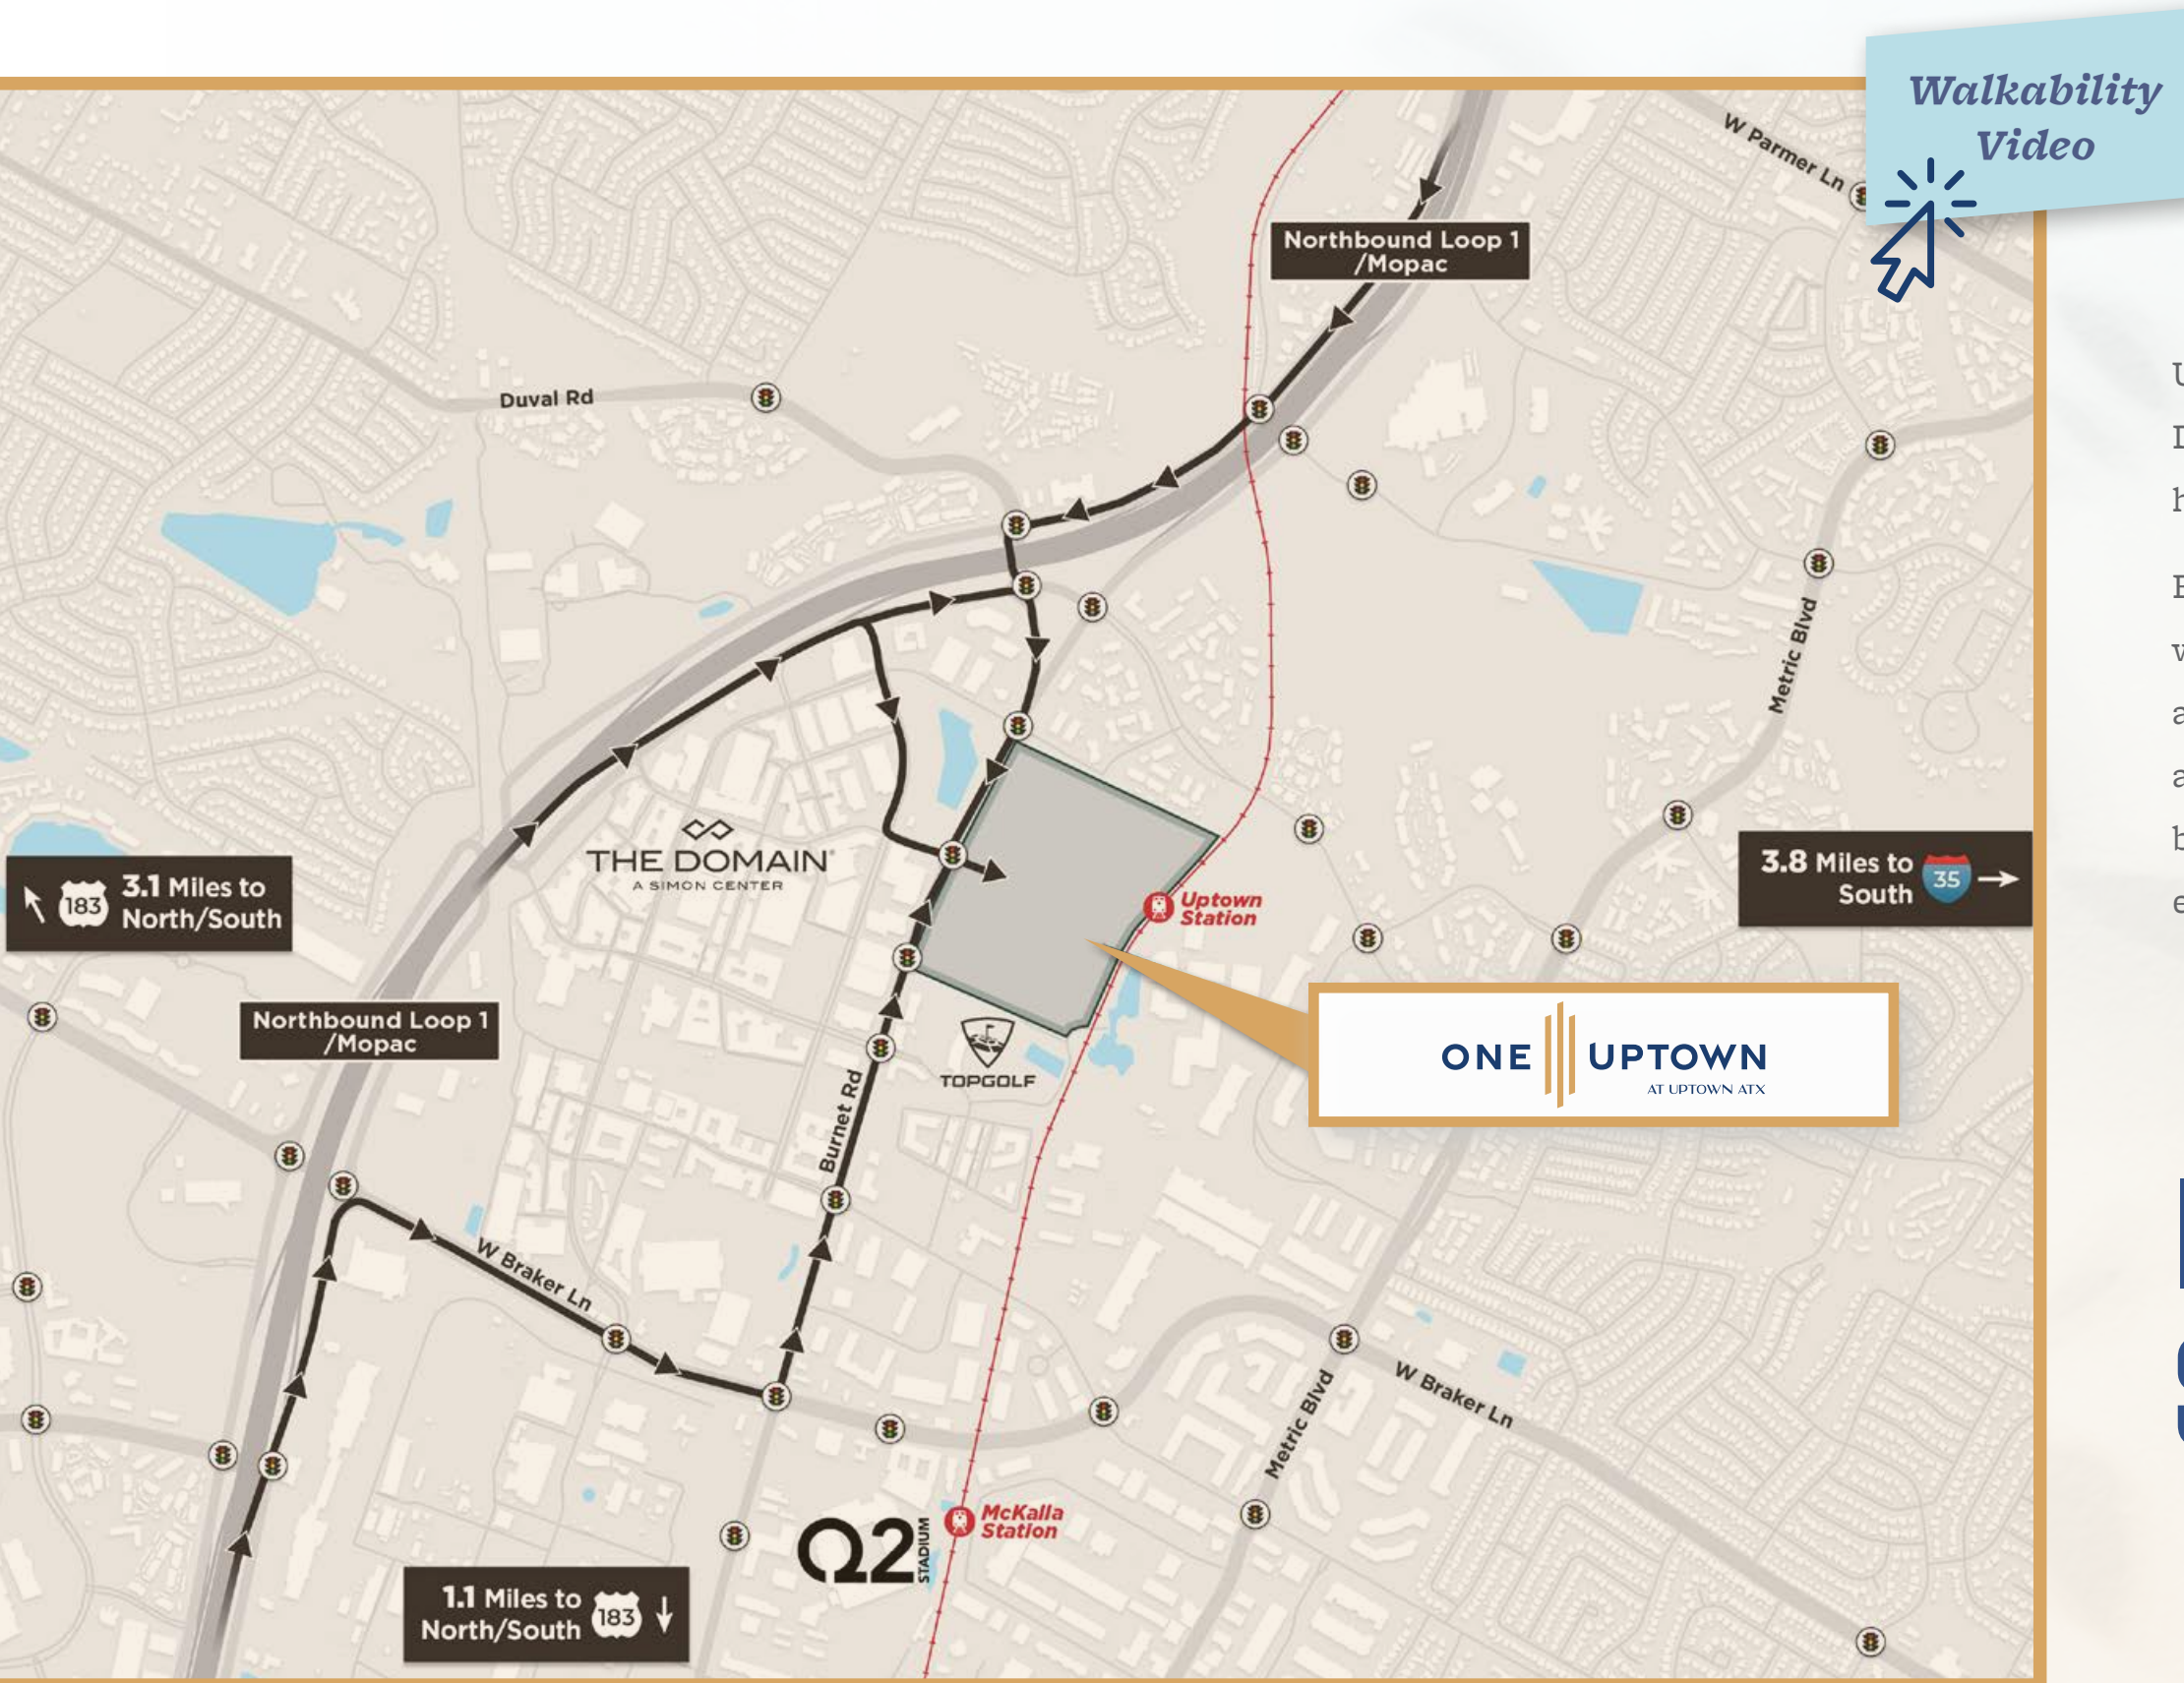 Walkability
Video
W Parmer Ln
Northbound Loop 1
/Mopac
Duval Rd
Metric Blvd
THE DOMAIN®
A SIMON CENTER
183
3.1 Miles to
North/South
3.8 Miles to
South
35
Uptown
Station
Northbound Loop 1
/Mopac
ONE UPTOWN
AT UPTOWN ATX
TOPGOLF
Burnet Rd
W Braker Ln
W Braker Ln
Metric Blvd
Q2
STADIUM
McKalla
Station
1.1 Miles to
North/South
183